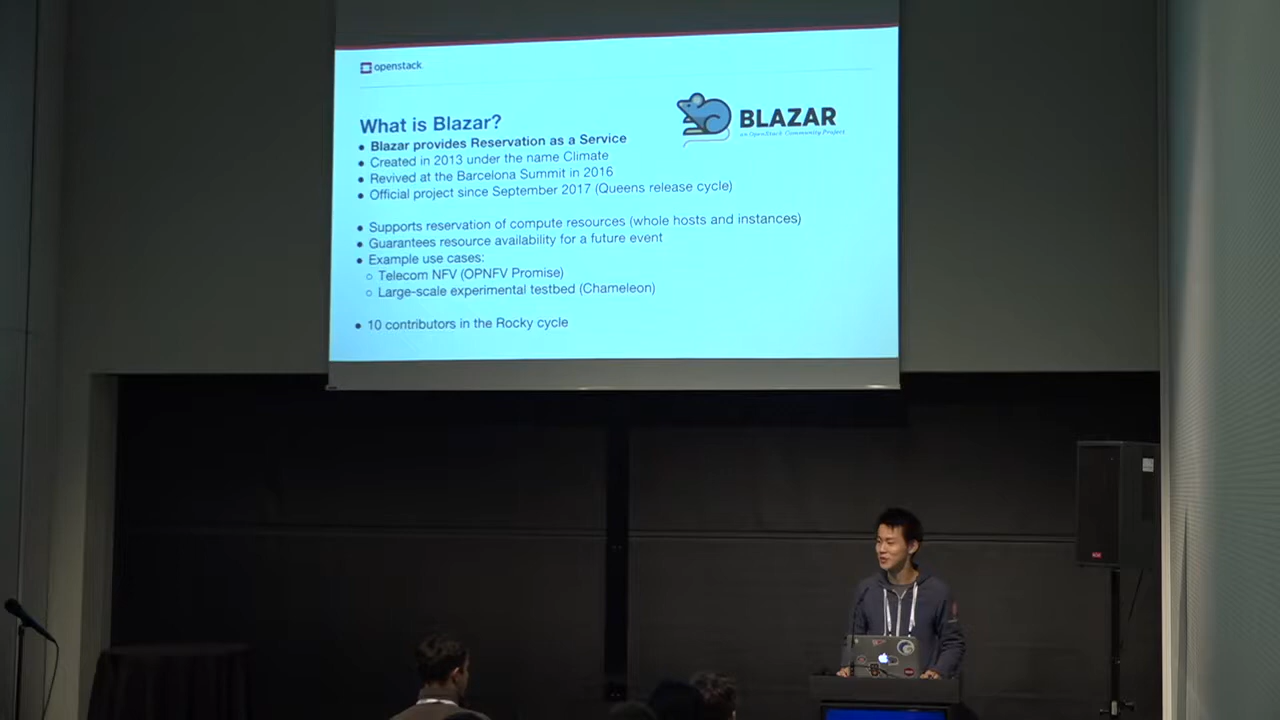 openstack.
What is Blazar?
BLAZAR
an OpenStack Community Project
• Blazar provides Reservation as a Service
• Created in 2013 under the name Climate
• Revived at the Barcelona Summit in 2016
• Official project since September 2017 (Queens release cycle)
• Supports reservation of compute resources (whole hosts and instances)
• Guarantees resource availability for a future event
• Example use cases:
○ Telecom NFV (OPNFV Promise)
○ Large-scale experimental testbed (Chameleon)
• 10 contributors in the Rocky cycle